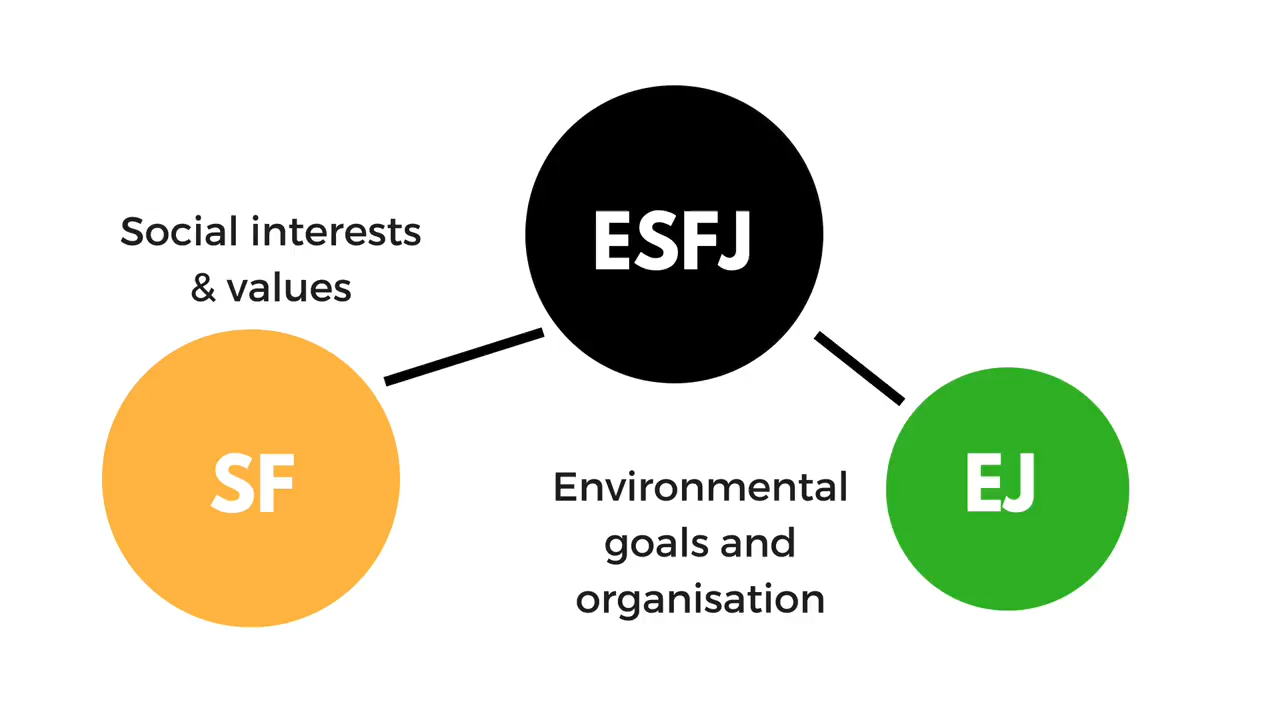 ESFJ
Social interests
& values
SF
Environmental
goals and
organisation
EJ